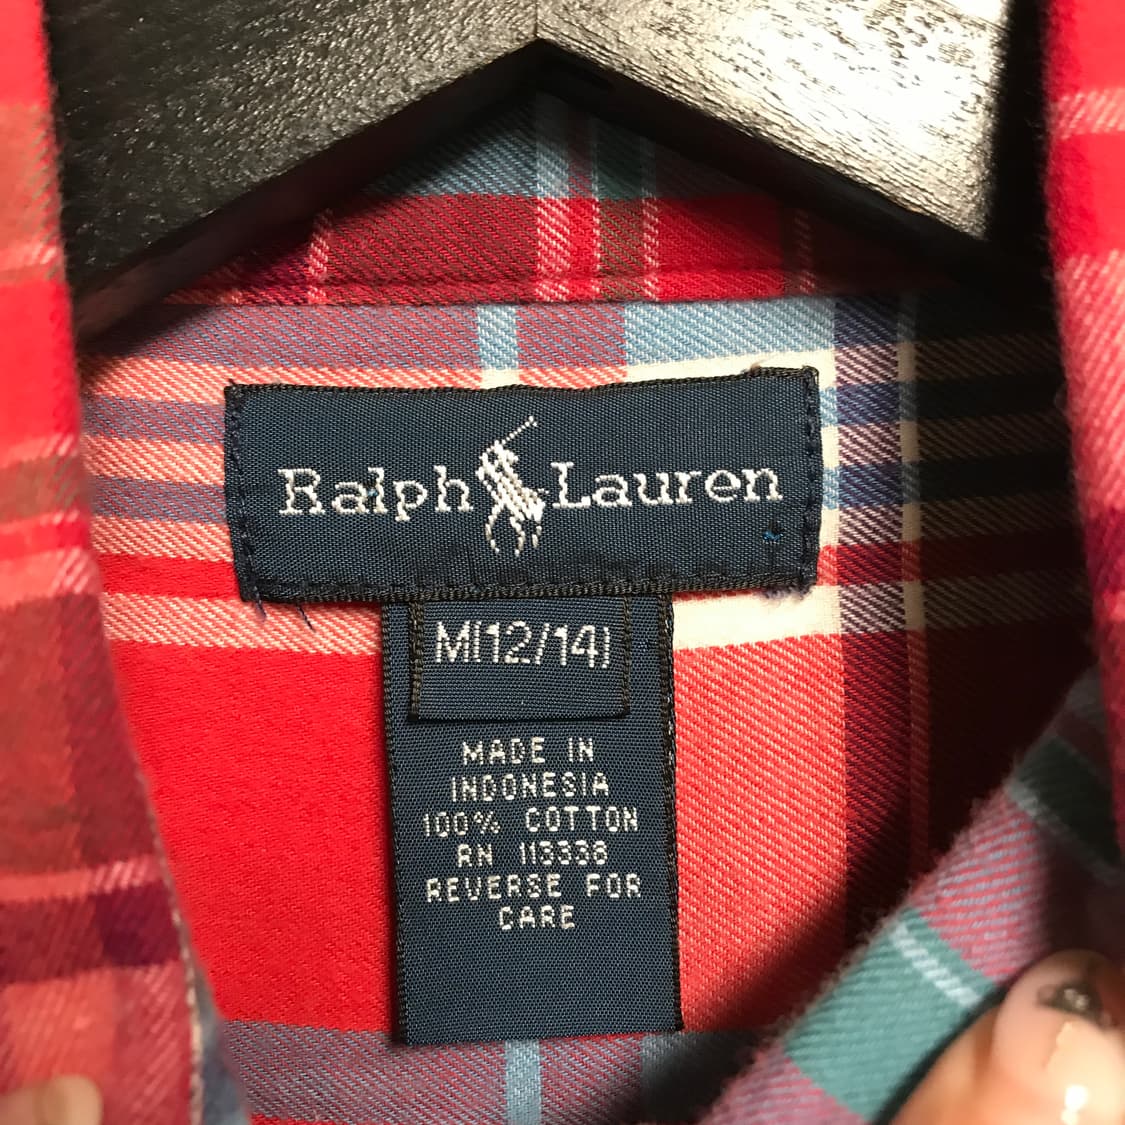 Ralph Lauren
M(12/14)
MADE IN
INDONESIA
100% COTTON
RN 113338
REVERSE FOR
CARE